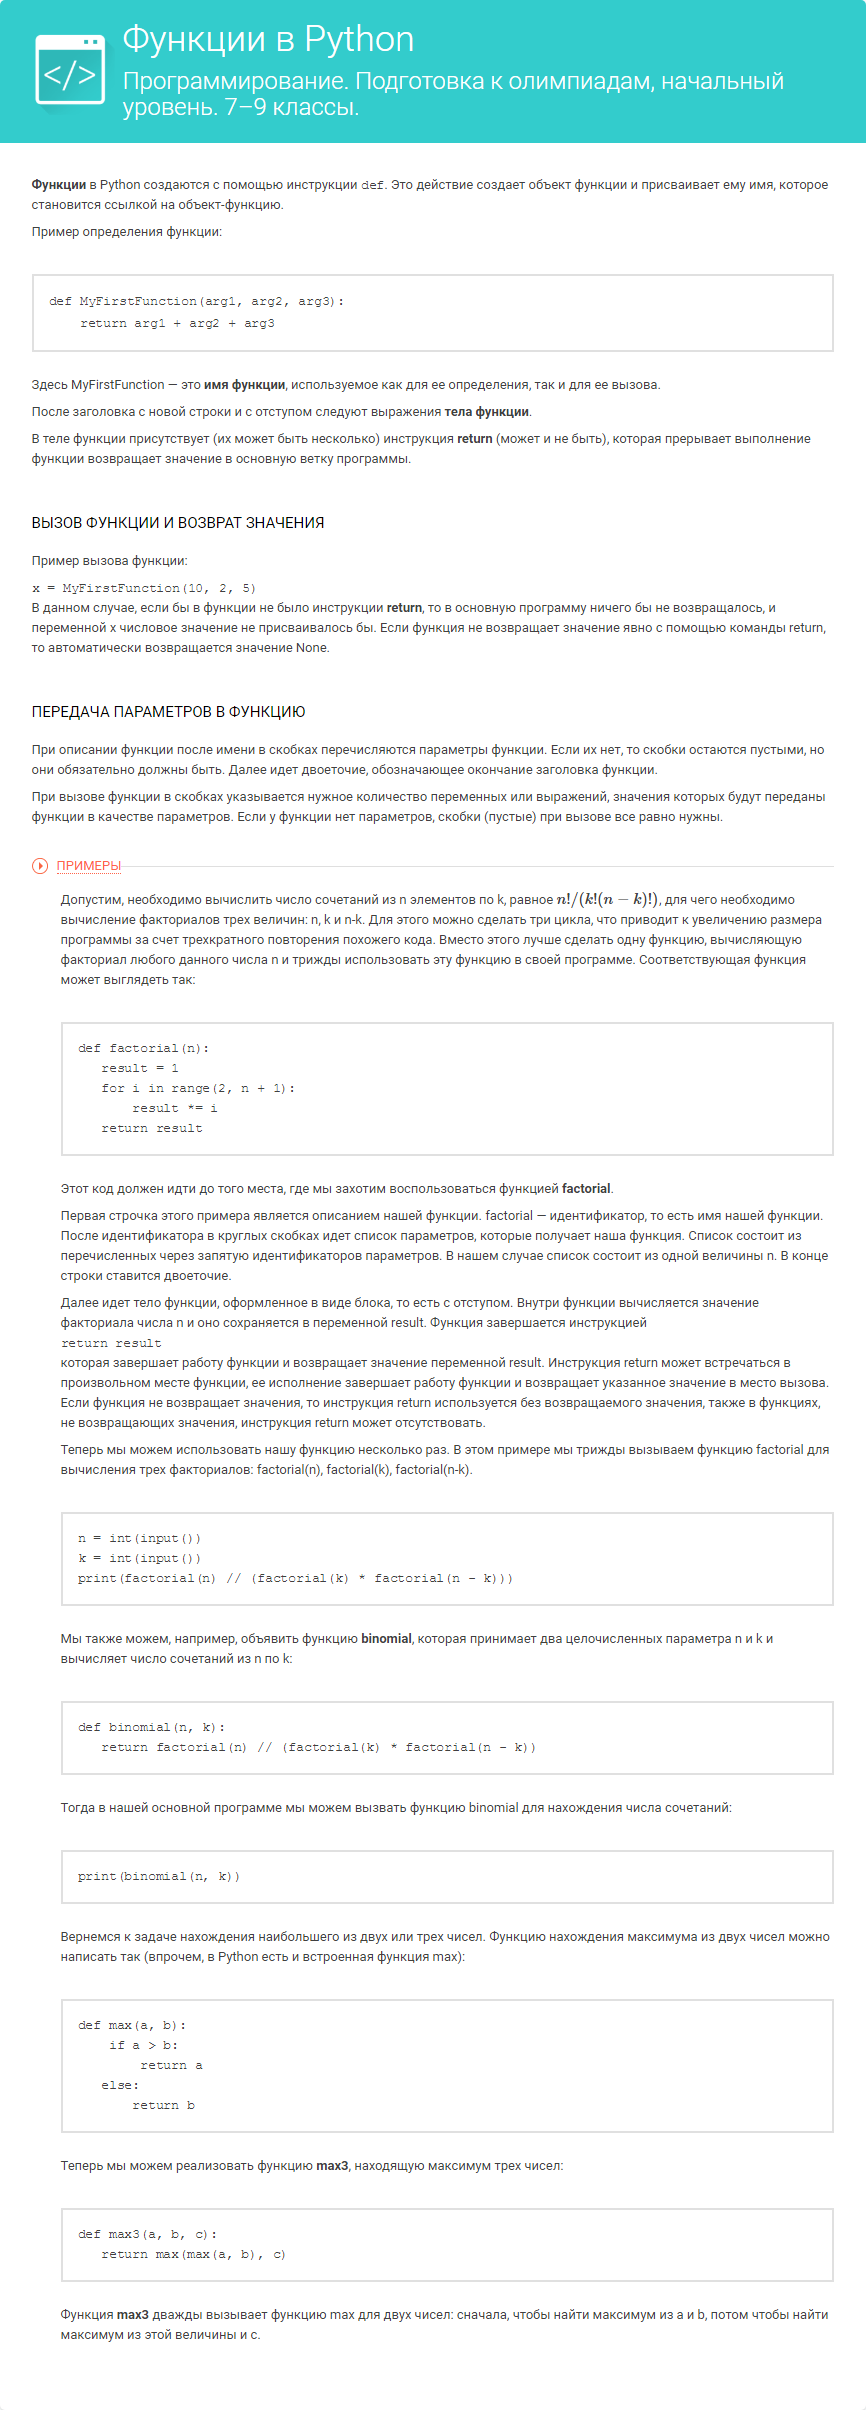 </>
Функции в Python
Программирование. Подготовка к олимпиадам, начальный
уровень. 7–9 классы.
Функции в Python создаются с помощью инструкции def. Это действие создает объект функции и присваивает ему имя, которое
становится ссылкой на объект-функцию.
Пример определения функции:
def MyFirstFunction(arg1, arg2, arg3):
    return arg1 + arg2 + arg3
Здесь MyFirstFunction — это имя функции, используемое как для ее определения, так и для ее вызова.
После заголовка с новой строки и с отступом следуют выражения тела функции.
В теле функции присутствует (их может быть несколько) инструкция return (может и не быть), которая прерывает выполнение
функции возвращает значение в основную ветку программы.
ВЫЗОВ ФУНКЦИИ И ВОЗВРАТ ЗНАЧЕНИЯ
Пример вызова функции:
x = MyFirstFunction(10, 2, 5)
В данном случае, если бы в функции не было инструкции return, то в основную программу ничего бы не возвращалось, и
переменной x числовое значение не присваивалось бы. Если функция не возвращает значение явно с помощью команды return,
то автоматически возвращается значение None.
ПЕРЕДАЧА ПАРАМЕТРОВ В ФУНКЦИЮ
При описании функции после имени в скобках перечисляются параметры функции. Если их нет, то скобки остаются пустыми, но
они обязательно должны быть. Далее идет двоеточие, обозначающее окончание заголовка функции.
При вызове функции в скобках указывается нужное количество переменных или выражений, значения которых будут переданы
функции в качестве параметров. Если у функции нет параметров, скобки (пустые) при вызове все равно нужны.
ПРИМЕРЫ
Допустим, необходимо вычислить число сочетаний из n элементов по k, равное n!/(k!(n − k)!), для чего необходимо
вычисление факториалов трех величин: n, k и n-k. Для этого можно сделать три цикла, что приводит к увеличению размера
программы за счет трехкратного повторения похожего кода. Вместо этого лучше сделать одну функцию, вычисляющую
факториал любого данного числа n и трижды использовать эту функцию в своей программе. Соответствующая функция
может выглядеть так:
def factorial(n):
   result = 1
   for i in range(2, n + 1):
       result *= i
   return result
Этот код должен идти до того места, где мы захотим воспользоваться функцией factorial.
Первая строчка этого примера является описанием нашей функции. factorial — идентификатор, то есть имя нашей функции.
После идентификатора в круглых скобках идет список параметров, которые получает наша функция. Список состоит из
перечисленных через запятую идентификаторов параметров. В нашем случае список состоит из одной величины n. В конце
строки ставится двоеточие.
Далее идет тело функции, оформленное в виде блока, то есть с отступом. Внутри функции вычисляется значение
факториала числа n и оно сохраняется в переменной result. Функция завершается инструкцией
return result
которая завершает работу функции и возвращает значение переменной result. Инструкция return может встречаться в
произвольном месте функции, ее исполнение завершает работу функции и возвращает указанное значение в место вызова.
Если функция не возвращает значения, то инструкция return используется без возвращаемого значения, также в функциях,
не возвращающих значения, инструкция return может отсутствовать.
Теперь мы можем использовать нашу функцию несколько раз. В этом примере мы трижды вызываем функцию factorial для
вычисления трех факториалов: factorial(n), factorial(k), factorial(n-k).
n = int(input())
k = int(input())
print(factorial(n) // (factorial(k) * factorial(n - k)))
Мы также можем, например, объявить функцию binomial, которая принимает два целочисленных параметра n и k и
вычисляет число сочетаний из n по k:
def binomial(n, k):
   return factorial(n) // (factorial(k) * factorial(n - k))
Тогда в нашей основной программе мы можем вызвать функцию binomial для нахождения числа сочетаний:
print(binomial(n, k))
Вернемся к задаче нахождения наибольшего из двух или трех чисел. Функцию нахождения максимума из двух чисел можно
написать так (впрочем, в Python есть и встроенная функция max):
def max(a, b):
    if a > b:
        return a
   else:
       return b
Теперь мы можем реализовать функцию max3, находящую максимум трех чисел:
def max3(a, b, c):
   return max(max(a, b), c)
Функция max3 дважды вызывает функцию max для двух чисел: сначала, чтобы найти максимум из a и b, потом чтобы найти
максимум из этой величины и c.